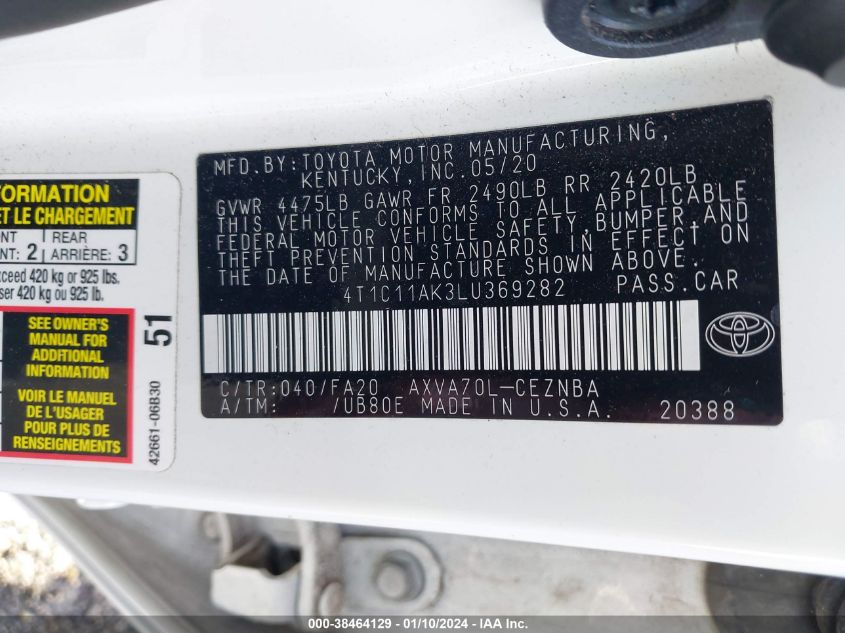 MFD.BY:TOYOTA MOTOR MANUFACTURING,
KENTUCKY, INC.05/20
GVWR 4475LB GAWR FR 2490LB RR 2420LB
THIS VEHICLE CONFORMS TO ALL APPLICABLE
FEDERAL MOTOR VEHICLE SAFETY,BUMPER,AND
THEFT PREVENTION STANDARDS IN EFFECT ON
THE DATE OF MANUFACTURE SHOWN ABOVE.
4T1C11AK3LU369282 PASS.CAR
C/TR:040/FA20 AXVA70L-CEZNBA
A/TM: /UB80E MADE IN U.S.A. 20388
FORMATION
ET LE CHARGEMENT
NT 2 REAR
NT: ARRIÈRE: 3
xceed 420 kg or 925 lbs.
ser 420 kg ou 925 lb.
SEE OWNER'S
MANUAL FOR
ADDITIONAL
INFORMATION
VOIR LE MANUEL
DE L'USAGER
POUR PLUS DE
RENSEIGNEMENTS
51
42661-06B30
000-38464129 - 01/10/2024 - IAA Inc.